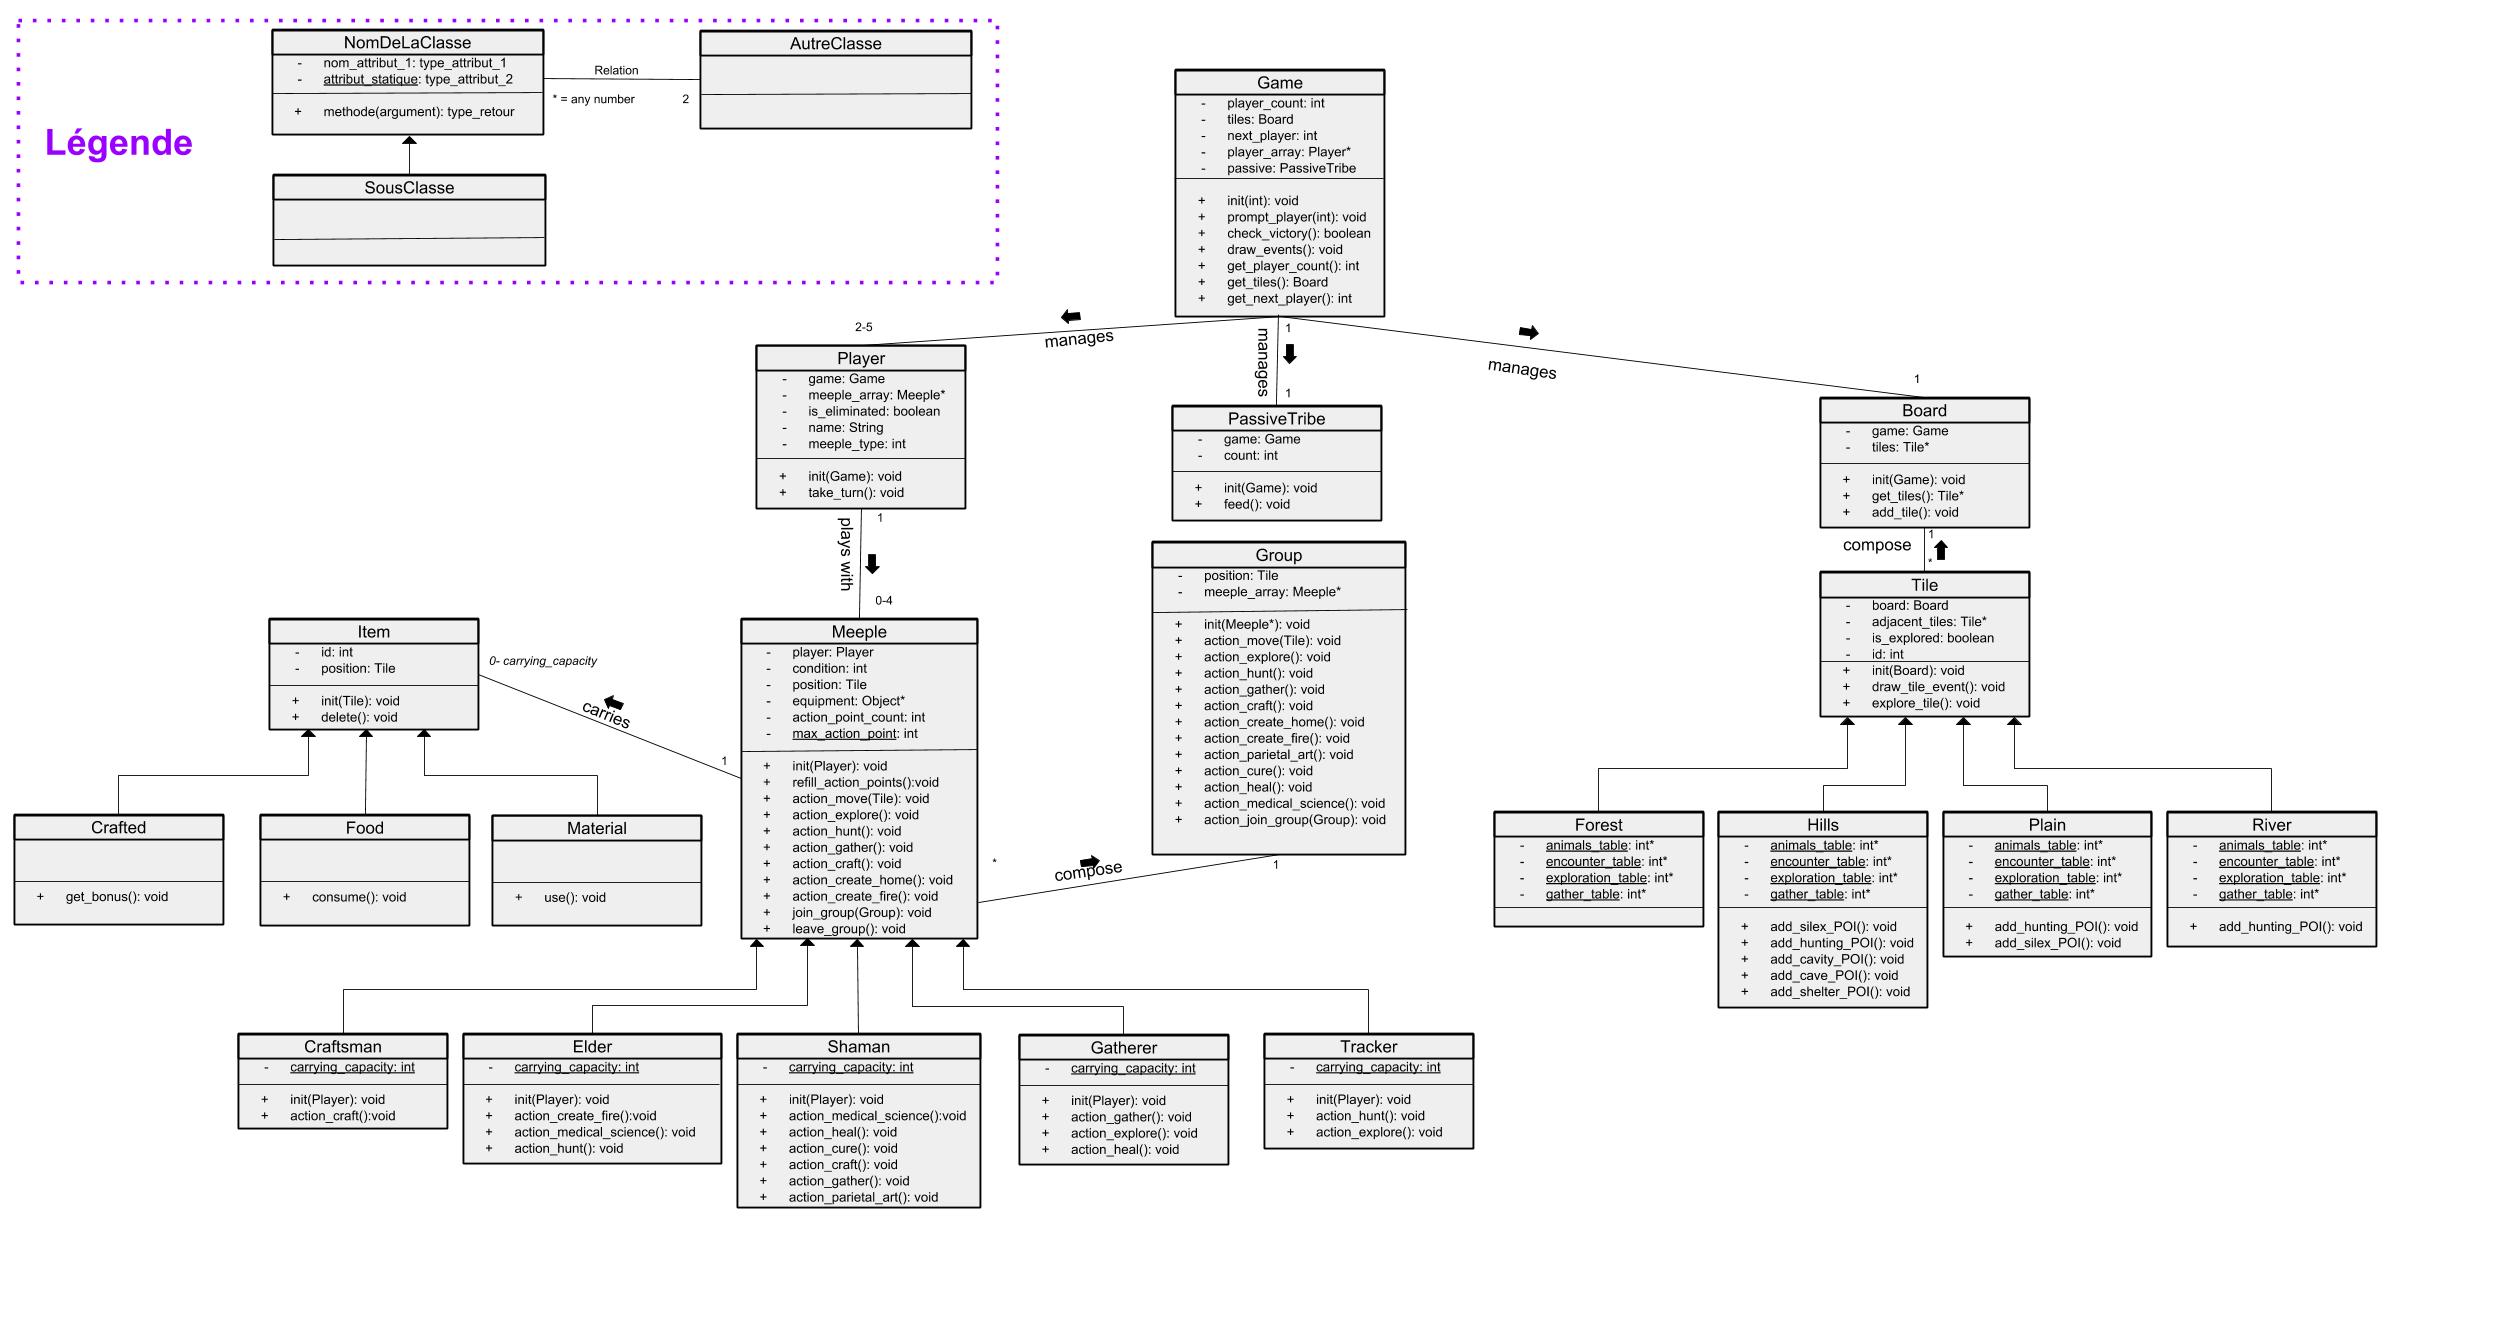 Légende
NomDeLaClasse
- nom_attribut_1: type_attribut_1
- attribut_statique: type_attribut_2
+ methode(argument): type_retour
Relation
* = any number
2
AutreClasse
SousClasse
Game
- player_count: int
- tiles: Board
- next_player: int
- player_array: Player*
- passive: PassiveTribe
+ init(int): void
+ prompt_player(int): void
+ check_victory(): boolean
+ draw_events(): void
+ get_player_count(): int
+ get_tiles(): Board
+ get_next_player(): int
2-5
manages
1
manages
1
manages
1
Player
- game: Game
- meeple_array: Meeple*
- is_eliminated: boolean
- name: String
- meeple_type: int
+ init(Game): void
+ take_turn(): void
PassiveTribe
- game: Game
- count: int
+ init(Game): void
+ feed(): void
Board
- game: Game
- tiles: Tile*
+ init(Game): void
+ get_tiles(): Tile*
+ add_tile(): void
1
plays with
0-4
1
compose
*
Group
- position: Tile
- meeple_array: Meeple*
+ init(Meeple*): void
+ action_move(Tile): void
+ action_explore(): void
+ action_hunt(): void
+ action_gather(): void
+ action_craft(): void
+ action_create_home(): void
+ action_create_fire(): void
+ action_parietal_art(): void
+ action_cure(): void
+ action_heal(): void
+ action_medical_science(): void
+ action_join_group(Group): void
Tile
- board: Board
- adjacent_tiles: Tile*
- is_explored: boolean
- id: int
+ init(Board): void
+ draw_tile_event(): void
+ explore_tile(): void
Item
- id: int
- position: Tile
+ init(Tile): void
+ delete(): void
0- carrying_capacity
carries
1
Meeple
- player: Player
- condition: int
- position: Tile
- equipment: Object*
- action_point_count: int
- max_action_point: int
+ init(Player): void
+ refill_action_points():void
+ action_move(Tile): void
+ action_explore(): void
+ action_hunt(): void
+ action_gather(): void
+ action_craft(): void
+ action_create_home(): void
+ action_create_fire(): void
+ join_group(Group): void
+ leave_group(): void
*
compose
1
Crafted
+ get_bonus(): void
Food
+ consume(): void
Material
+ use(): void
Forest
- animals_table: int*
- encounter_table: int*
- exploration_table: int*
- gather_table: int*
Hills
- animals_table: int*
- encounter_table: int*
- exploration_table: int*
- gather_table: int*
+ add_silex_POI(): void
+ add_hunting_POI(): void
+ add_cavity_POI(): void
+ add_cave_POI(): void
+ add_shelter_POI(): void
Plain
- animals_table: int*
- encounter_table: int*
- exploration_table: int*
- gather_table: int*
+ add_hunting_POI(): void
+ add_silex_POI(): void
River
- animals_table: int*
- encounter_table: int*
- exploration_table: int*
- gather_table: int*
+ add_hunting_POI(): void
Craftsman
- carrying_capacity: int
+ init(Player): void
+ action_craft():void
Elder
- carrying_capacity: int
+ init(Player): void
+ action_create_fire():void
+ action_medical_science(): void
+ action_hunt(): void
Shaman
- carrying_capacity: int
+ init(Player): void
+ action_medical_science():void
+ action_heal(): void
+ action_cure(): void
+ action_craft(): void
+ action_gather(): void
+ action_parietal_art(): void
Gatherer
- carrying_capacity: int
+ init(Player): void
+ action_gather(): void
+ action_explore(): void
+ action_heal(): void
Tracker
- carrying_capacity: int
+ init(Player): void
+ action_hunt(): void
+ action_explore(): void